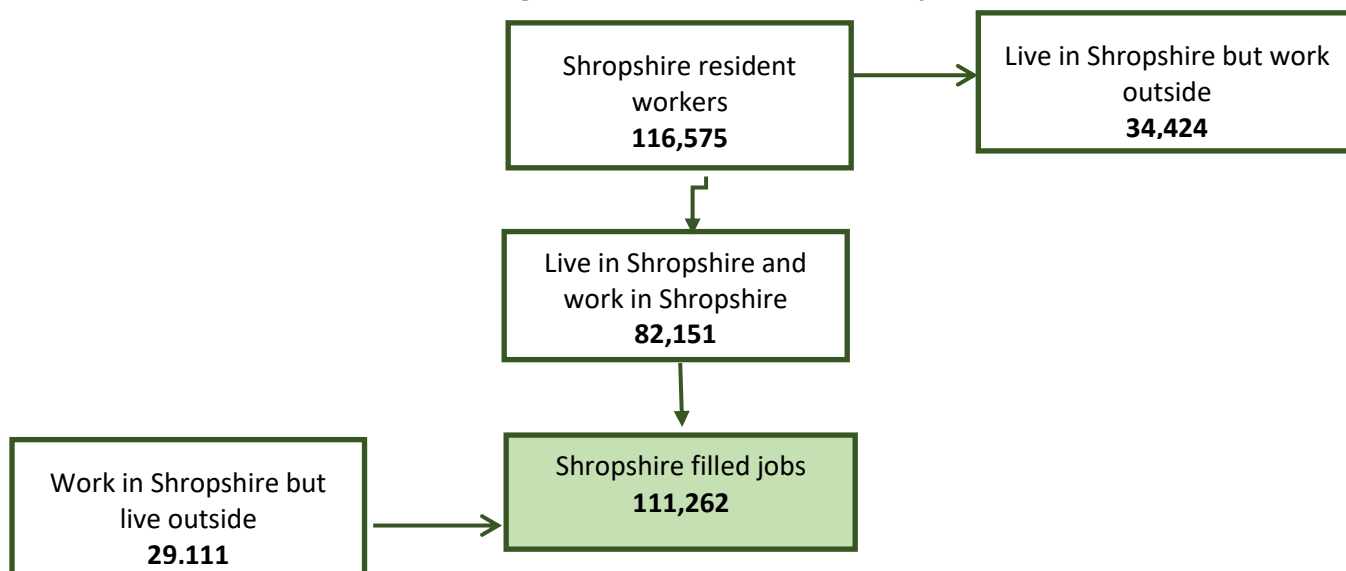 Shropshire resident
workers
116,575
Live in Shropshire but work
outside
34,424
Live in Shropshire and
work in Shropshire
82,151
Work in Shropshire but
live outside
29.111
Shropshire filled jobs
111,262